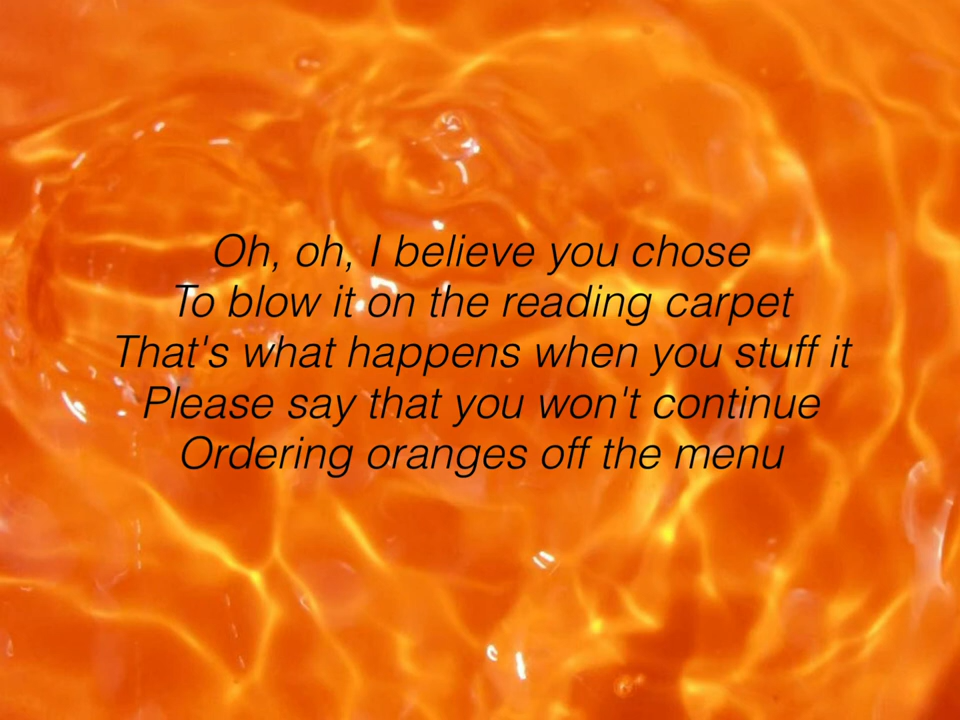 Oh, oh, I believe you chose
To blow it on the reading carpet
That's what happens when you stuff it
Please say that you won't continue
Ordering oranges off the menu